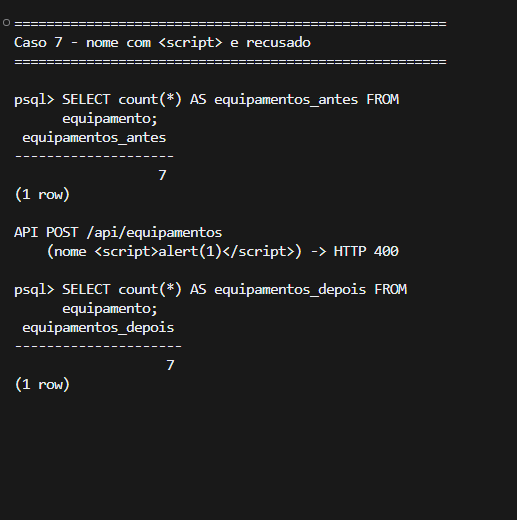 ======================================================
Caso 7 - nome com <script> e recusado
======================================================
psql> SELECT count(*) AS equipamentos_antes FROM
      equipamento;
 equipamentos_antes
--------------------
                  7
(1 row)
API POST /api/equipamentos
    (nome <script>alert(1)</script>) -> HTTP 400
psql> SELECT count(*) AS equipamentos_depois FROM
      equipamento;
 equipamentos_depois
---------------------
                   7
(1 row)